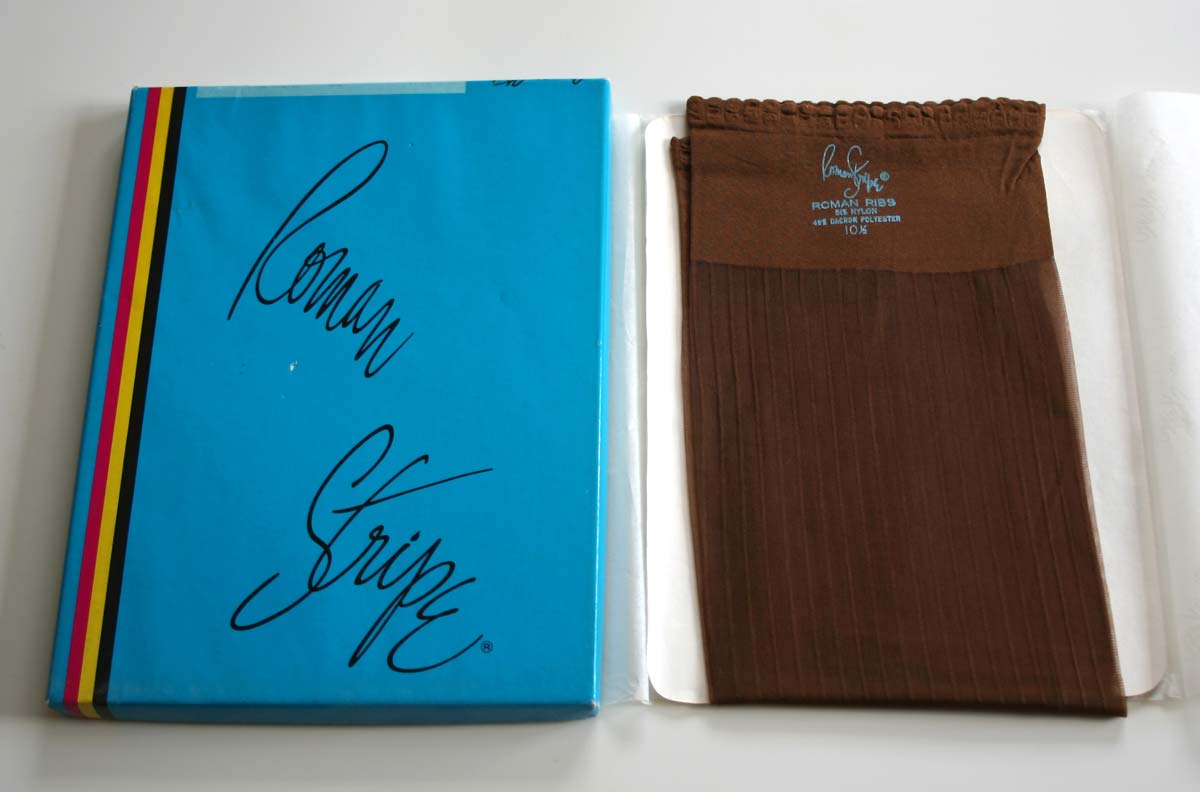 Roman
Stripe®
Roman Stripe®
ROMAN RIBS
51% NYLON
49% DACRON POLYESTER
10½